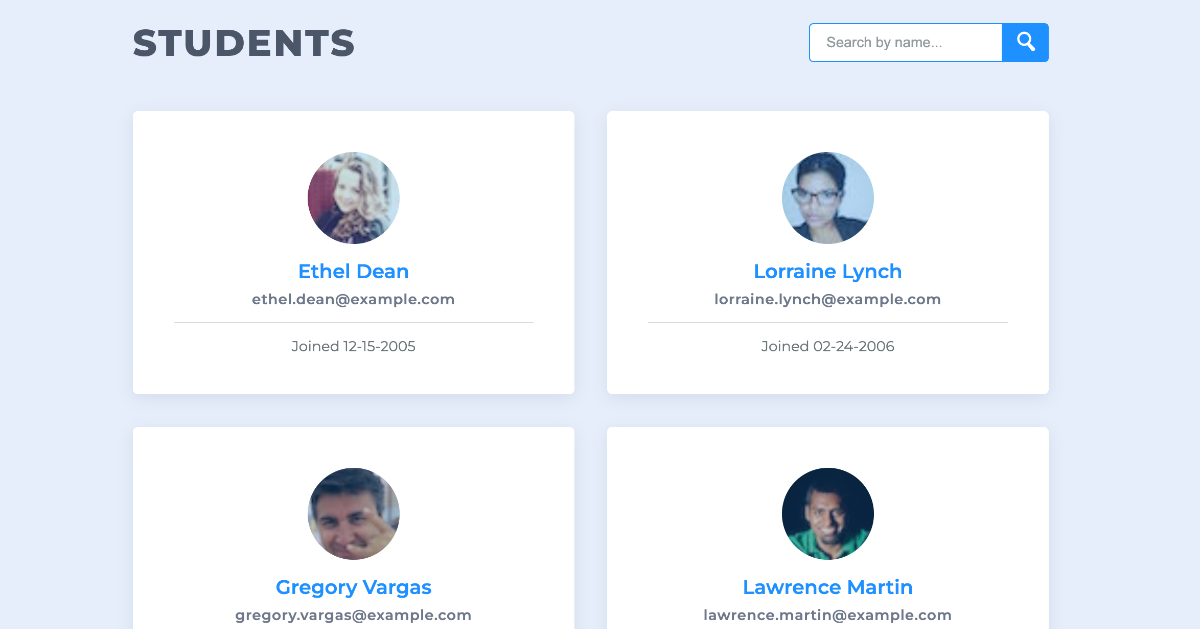 STUDENTS
Search by name...
Ethel Dean
ethel.dean@example.com
Joined 12-15-2005
Lorraine Lynch
lorraine.lynch@example.com
Joined 02-24-2006
Gregory Vargas
gregory.vargas@example.com
Lawrence Martin
lawrence.martin@example.com